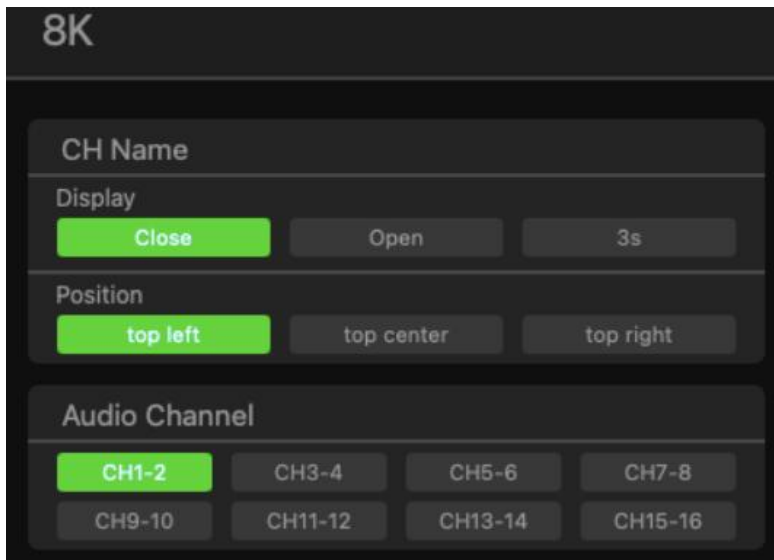 8K
CH Name
Display
Close Open 3s
Position
top left top center top right
Audio Channel
CH1-2 CH3-4 CH5-6 CH7-8
CH9-10 CH11-12 CH13-14 CH15-16